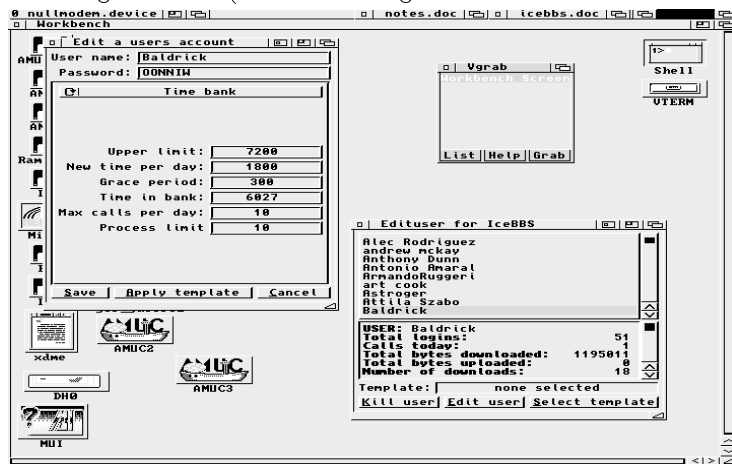 0 nullmodem.device
notes.doc
icebbs.doc
Workbench
Edit a users account
User name: Baldrick
Password: OONNIW
Time bank
Upper limit: 7200
New time per day: 1800
Grace period: 300
Time in bank: 6027
Max calls per day: 10
Process limit 10
Save Apply template Cancel
AMU
Ram
Mi
xdme
AMUC2
AMUC3
DH0
MUI
Vgrab
Workbench Screen
List Help Grab
1>
Shell
VTERM
Edituser for IceBBS
Alec Rodriguez
andrew mckay
Anthony Dunn
Antonio Amaral
ArmandoRuggeri
art cook
Astroger
Attila Szabo
Baldrick
USER: Baldrick
Total logins: 51
Calls today: 1
Total bytes downloaded: 1195011
Total bytes uploaded: 0
Number of downloads: 18
Template: none selected
Kill user Edit user Select template